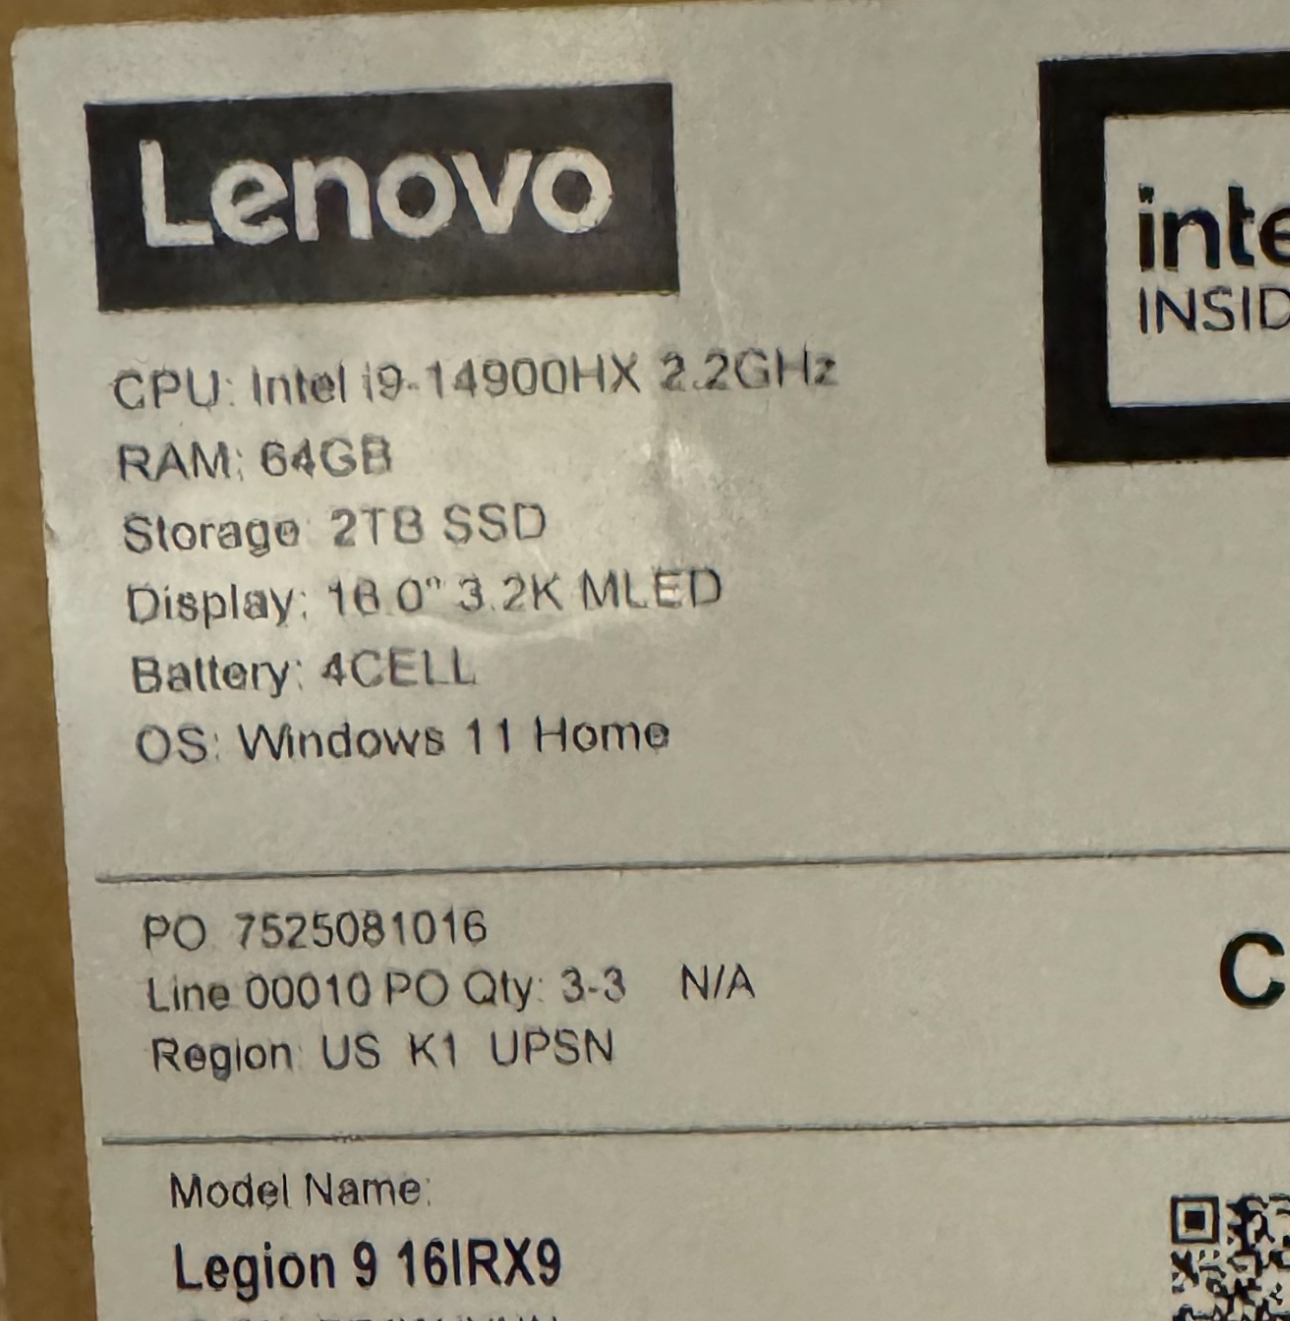 Lenovo
inte
INSID
CPU: Intel i9-14900HX 2.2GHz
RAM: 64GB
Storage: 2TB SSD
Display: 16.0" 3.2K MLED
Battery: 4CELL
OS: Windows 11 Home
PO 7525081016
Line 00010 PO Qty: 3-3 N/A
C
Region: US K1 UPSN
Model Name:
Legion 9 16IRX9